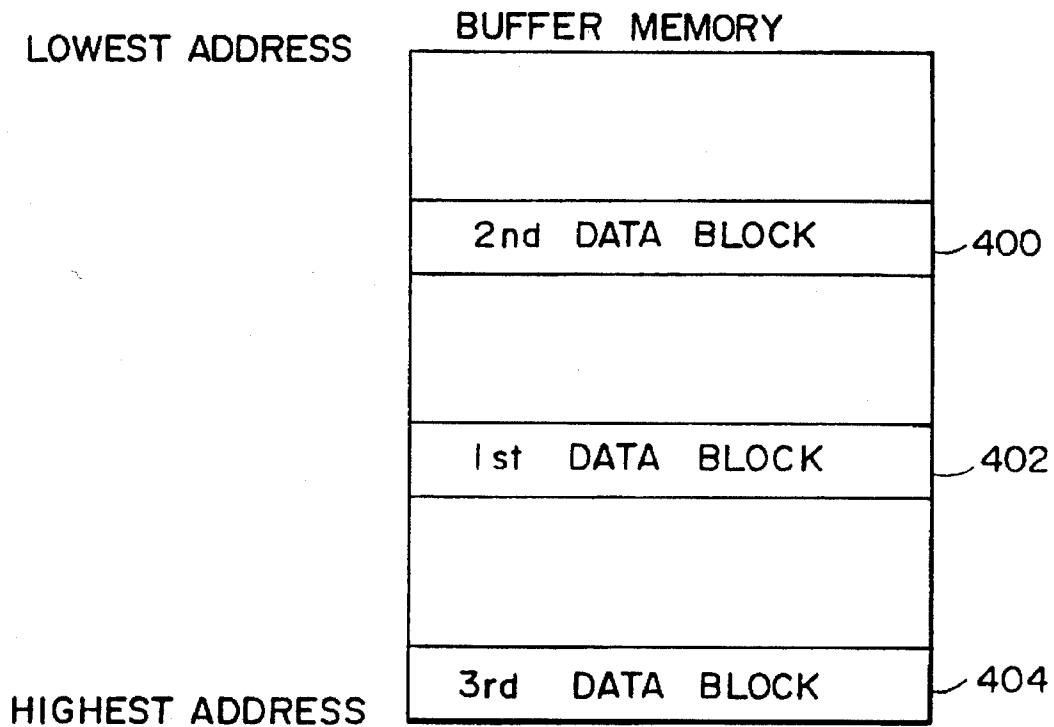 BUFFER MEMORY
LOWEST ADDRESS
2nd DATA BLOCK
400
1st DATA BLOCK
402
3rd DATA BLOCK
404
HIGHEST ADDRESS